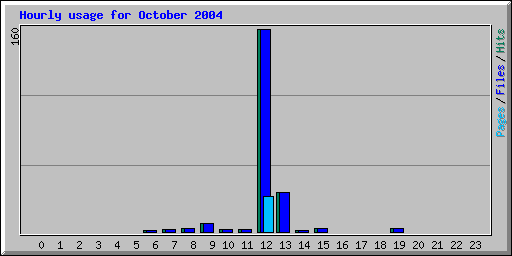 Hourly usage for October 2004
160
Pages/Files/Hits
0 1 2 3 4 5 6 7 8 9 10 11 12 13 14 15 16 17 18 19 20 21 22 23